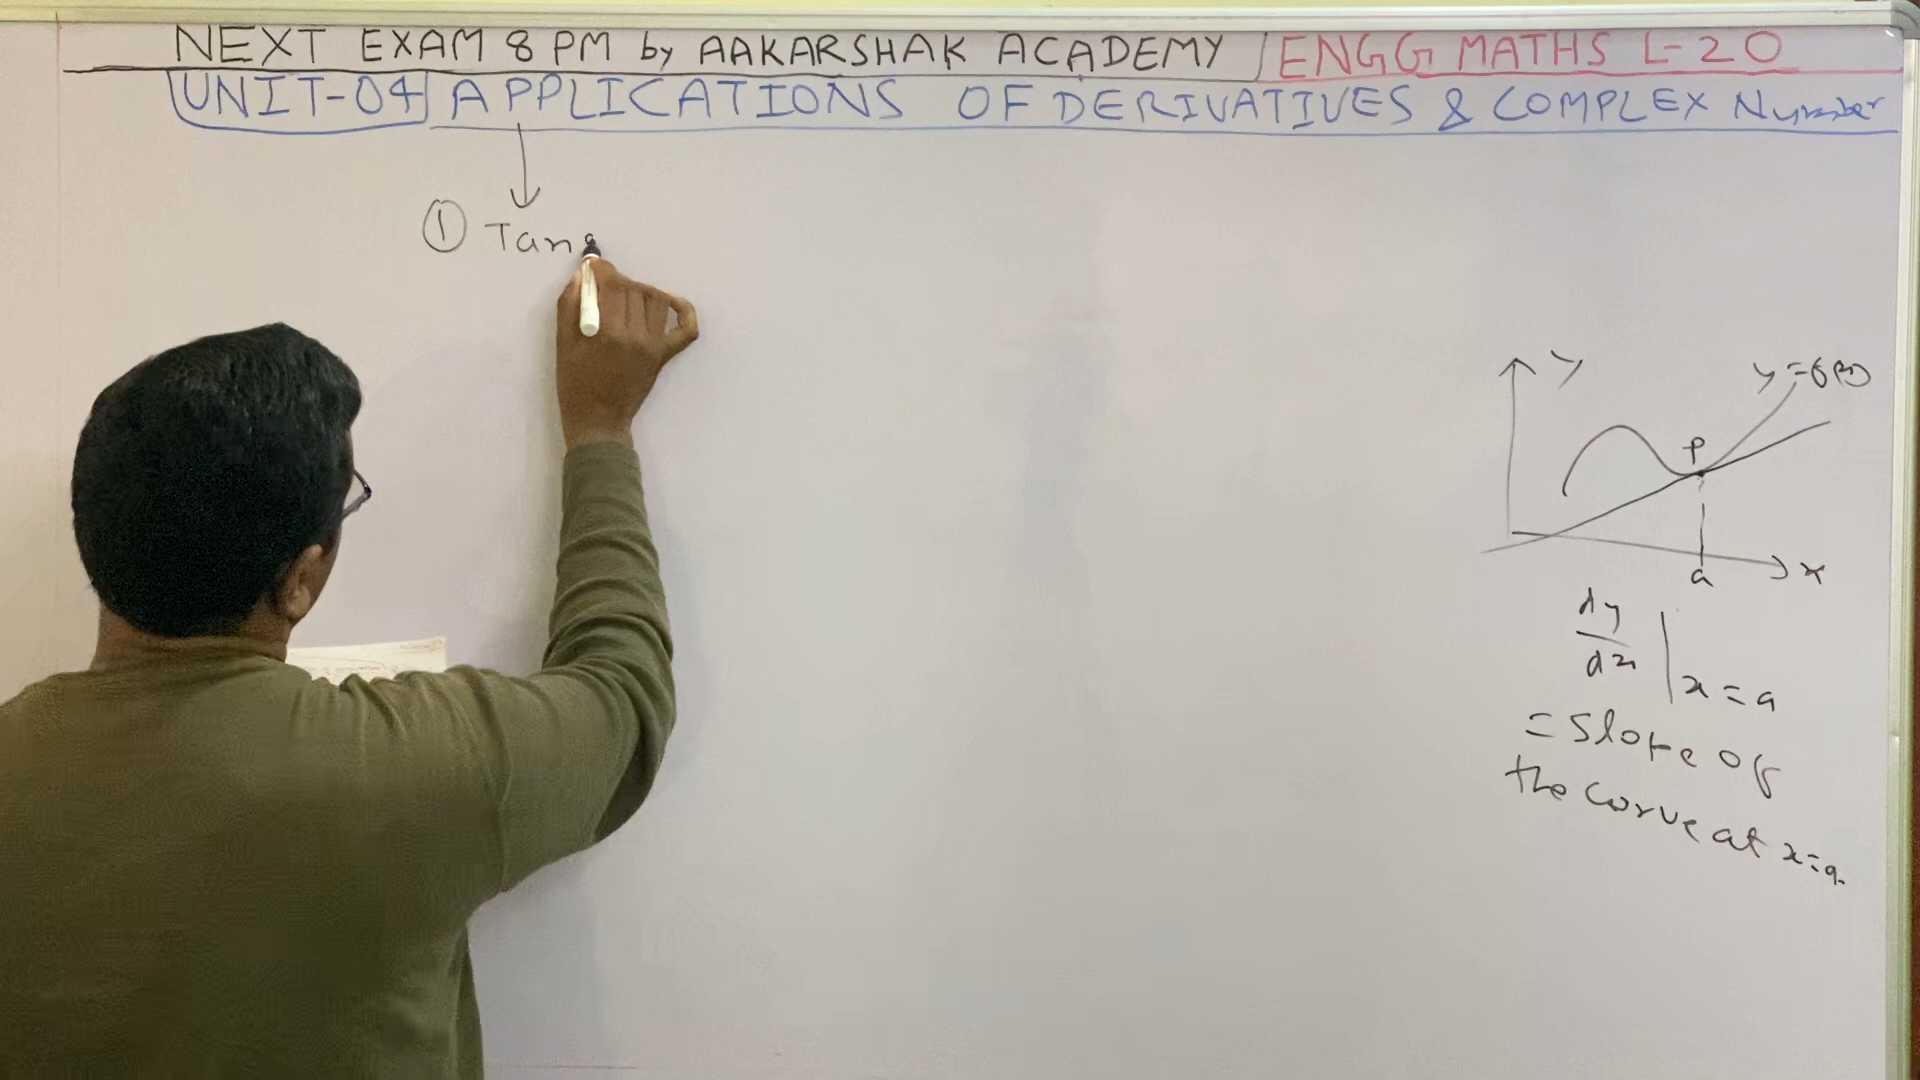 NEXT EXAM 8 PM by AAKARSHAK ACADEMY | ENGG MATHS L-20
UNIT-04 APPLICATIONS OF DERIVATIVES & COMPLEX Number
① Tang
y
y = f(x)
P
a
x
dy/dx | x = a
= Slope of
the curve at x=a.